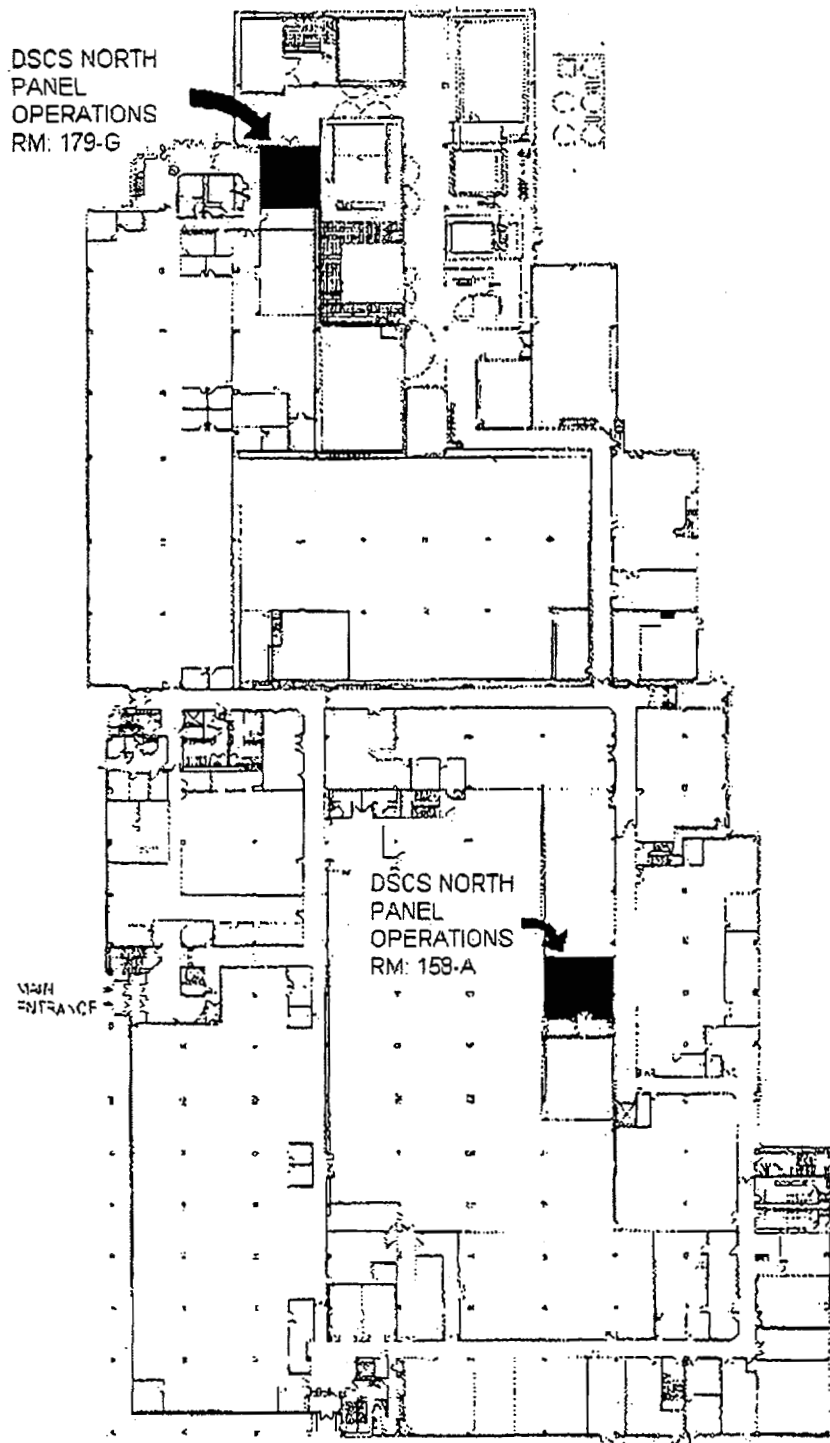 DSCS NORTH
PANEL
OPERATIONS
RM: 179-G
DSCS NORTH
PANEL
OPERATIONS
RM: 158-A
MAIN
ENTRANCE